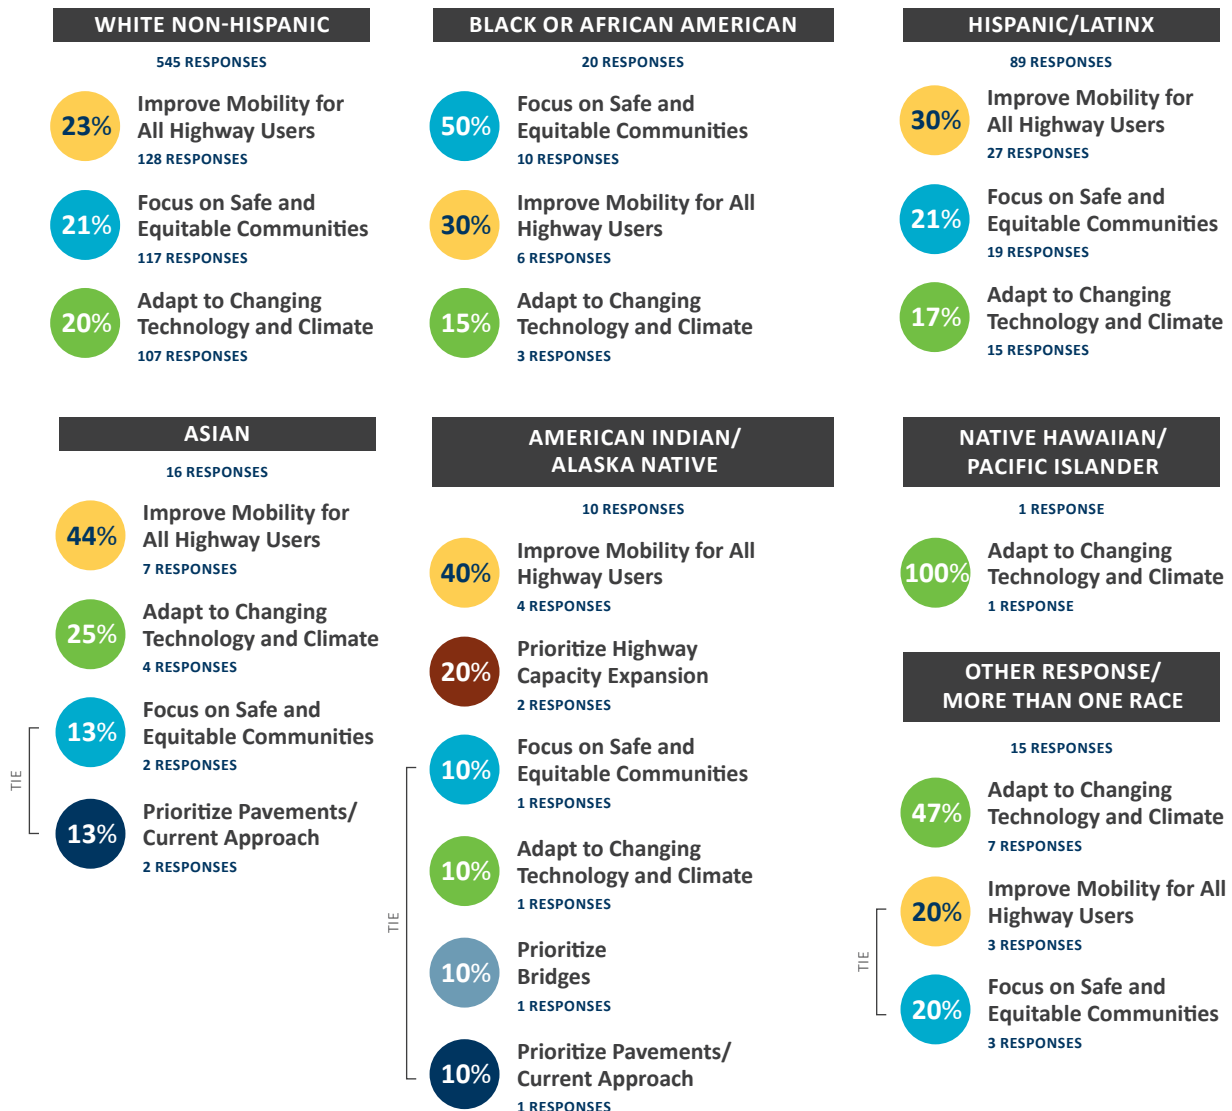 WHITE NON-HISPANIC
545 RESPONSES
23%
Improve Mobility for
All Highway Users
128 RESPONSES
21%
Focus on Safe and
Equitable Communities
117 RESPONSES
20%
Adapt to Changing
Technology and Climate
107 RESPONSES
BLACK OR AFRICAN AMERICAN
20 RESPONSES
50%
Focus on Safe and
Equitable Communities
10 RESPONSES
30%
Improve Mobility for All
Highway Users
6 RESPONSES
15%
Adapt to Changing
Technology and Climate
3 RESPONSES
HISPANIC/LATINX
89 RESPONSES
30%
Improve Mobility for
All Highway Users
27 RESPONSES
21%
Focus on Safe and
Equitable Communities
19 RESPONSES
17%
Adapt to Changing
Technology and Climate
15 RESPONSES
ASIAN
16 RESPONSES
44%
Improve Mobility for
All Highway Users
7 RESPONSES
25%
Adapt to Changing
Technology and Climate
4 RESPONSES
TIE
13%
Focus on Safe and
Equitable Communities
2 RESPONSES
13%
Prioritize Pavements/
Current Approach
2 RESPONSES
AMERICAN INDIAN/
ALASKA NATIVE
10 RESPONSES
40%
Improve Mobility for All
Highway Users
4 RESPONSES
20%
Prioritize Highway
Capacity Expansion
2 RESPONSES
TIE
10%
Focus on Safe and
Equitable Communities
1 RESPONSES
10%
Adapt to Changing
Technology and Climate
1 RESPONSES
10%
Prioritize
Bridges
1 RESPONSES
10%
Prioritize Pavements/
Current Approach
1 RESPONSES
NATIVE HAWAIIAN/
PACIFIC ISLANDER
1 RESPONSE
100%
Adapt to Changing
Technology and Climate
1 RESPONSE
OTHER RESPONSE/
MORE THAN ONE RACE
15 RESPONSES
47%
Adapt to Changing
Technology and Climate
7 RESPONSES
TIE
20%
Improve Mobility for All
Highway Users
3 RESPONSES
20%
Focus on Safe and
Equitable Communities
3 RESPONSES